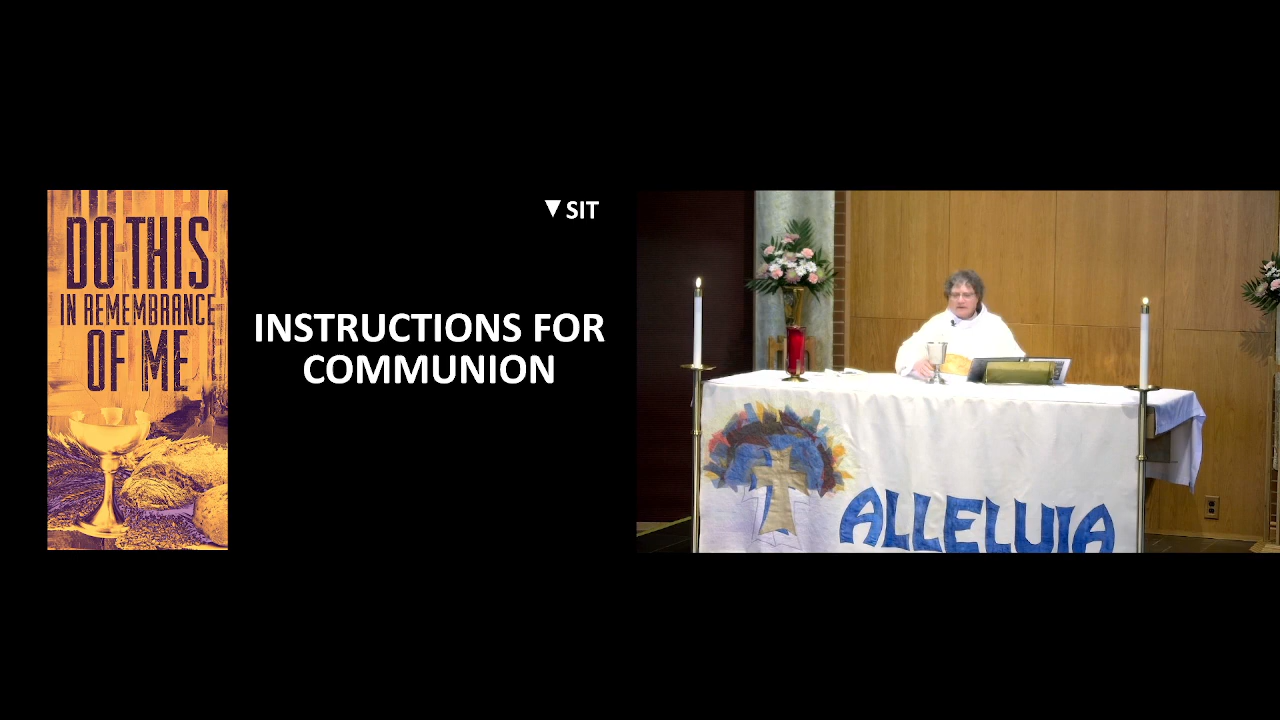 DO THIS
IN REMEMBRANCE
OF ME
▼SIT
INSTRUCTIONS FOR
COMMUNION
ALLELUIA